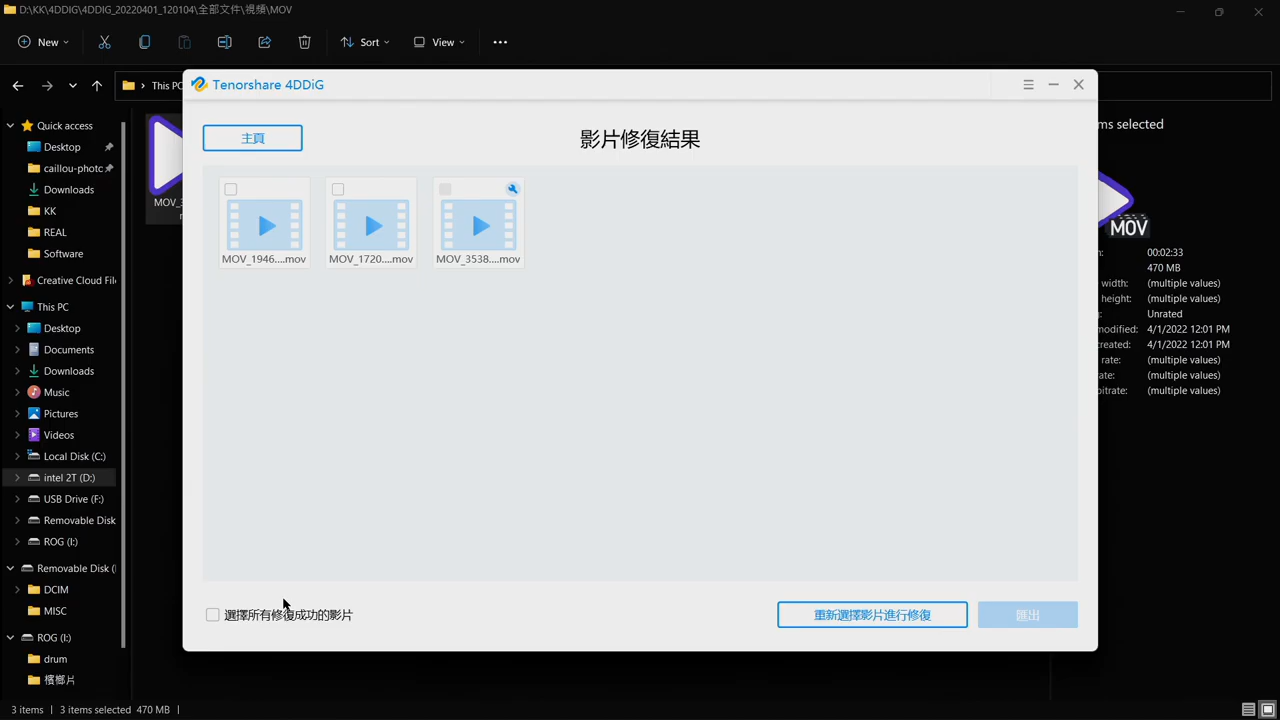 D:\KK\4DDIG\4DDIG_20220401_120104\全部文件\視頻\MOV
New
Sort
View
This PC
Tenorshare 4DDiG
主頁
影片修復結果
MOV_1946....mov
MOV_1720....mov
MOV_3538....mov
選擇所有修復成功的影片
重新選擇影片進行修復
匯出
Quick access
Desktop
caillou-photo
Downloads
KK
REAL
Software
Creative Cloud File
This PC
Desktop
Documents
Downloads
Music
Pictures
Videos
Local Disk (C:)
intel 2T (D:)
USB Drive (F:)
Removable Disk
ROG (I:)
Removable Disk (
DCIM
MISC
ROG (I:)
drum
檳榔片
MOV_3
ms selected
MOV
00:02:33
470 MB
width: (multiple values)
height: (multiple values)
Unrated
modified: 4/1/2022 12:01 PM
created: 4/1/2022 12:01 PM
rate: (multiple values)
ate: (multiple values)
bitrate: (multiple values)
3 items
3 items selected 470 MB